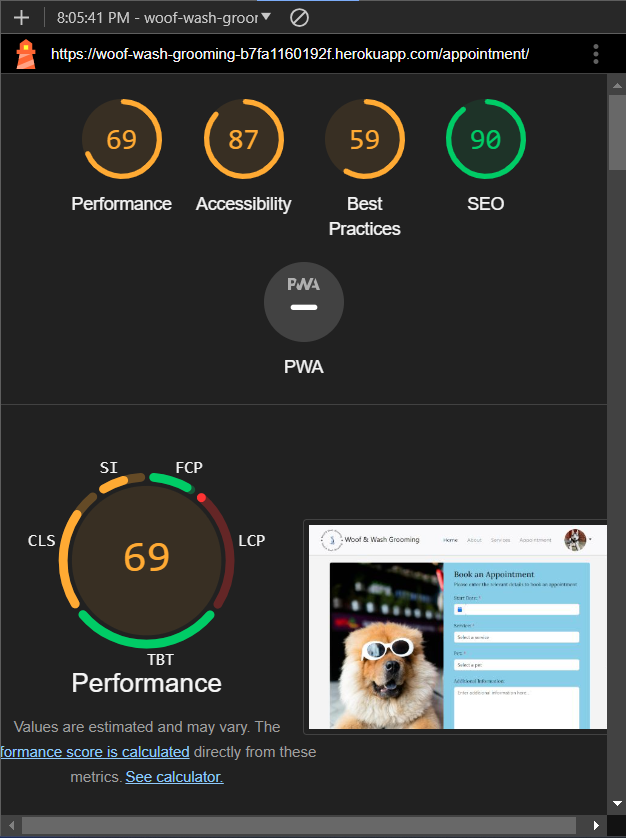 8:05:41 PM - woof-wash-groor
https://woof-wash-grooming-b7fa1160192f.herokuapp.com/appointment/
69
87
59
90
Performance
Accessibility
Best
Practices
SEO
PWA
PWA
SI
FCP
CLS
LCP
69
TBT
Performance
Values are estimated and may vary. The
formance score is calculated directly from these
metrics. See calculator.
Woof & Wash Grooming
Home
About
Services
Appointment
Book an Appointment
Please enter the relevant details to book an appointment
Start Date: *
Service: *
Select a service
Pet: *
Select a pet
Additional Information:
Enter additional information here...